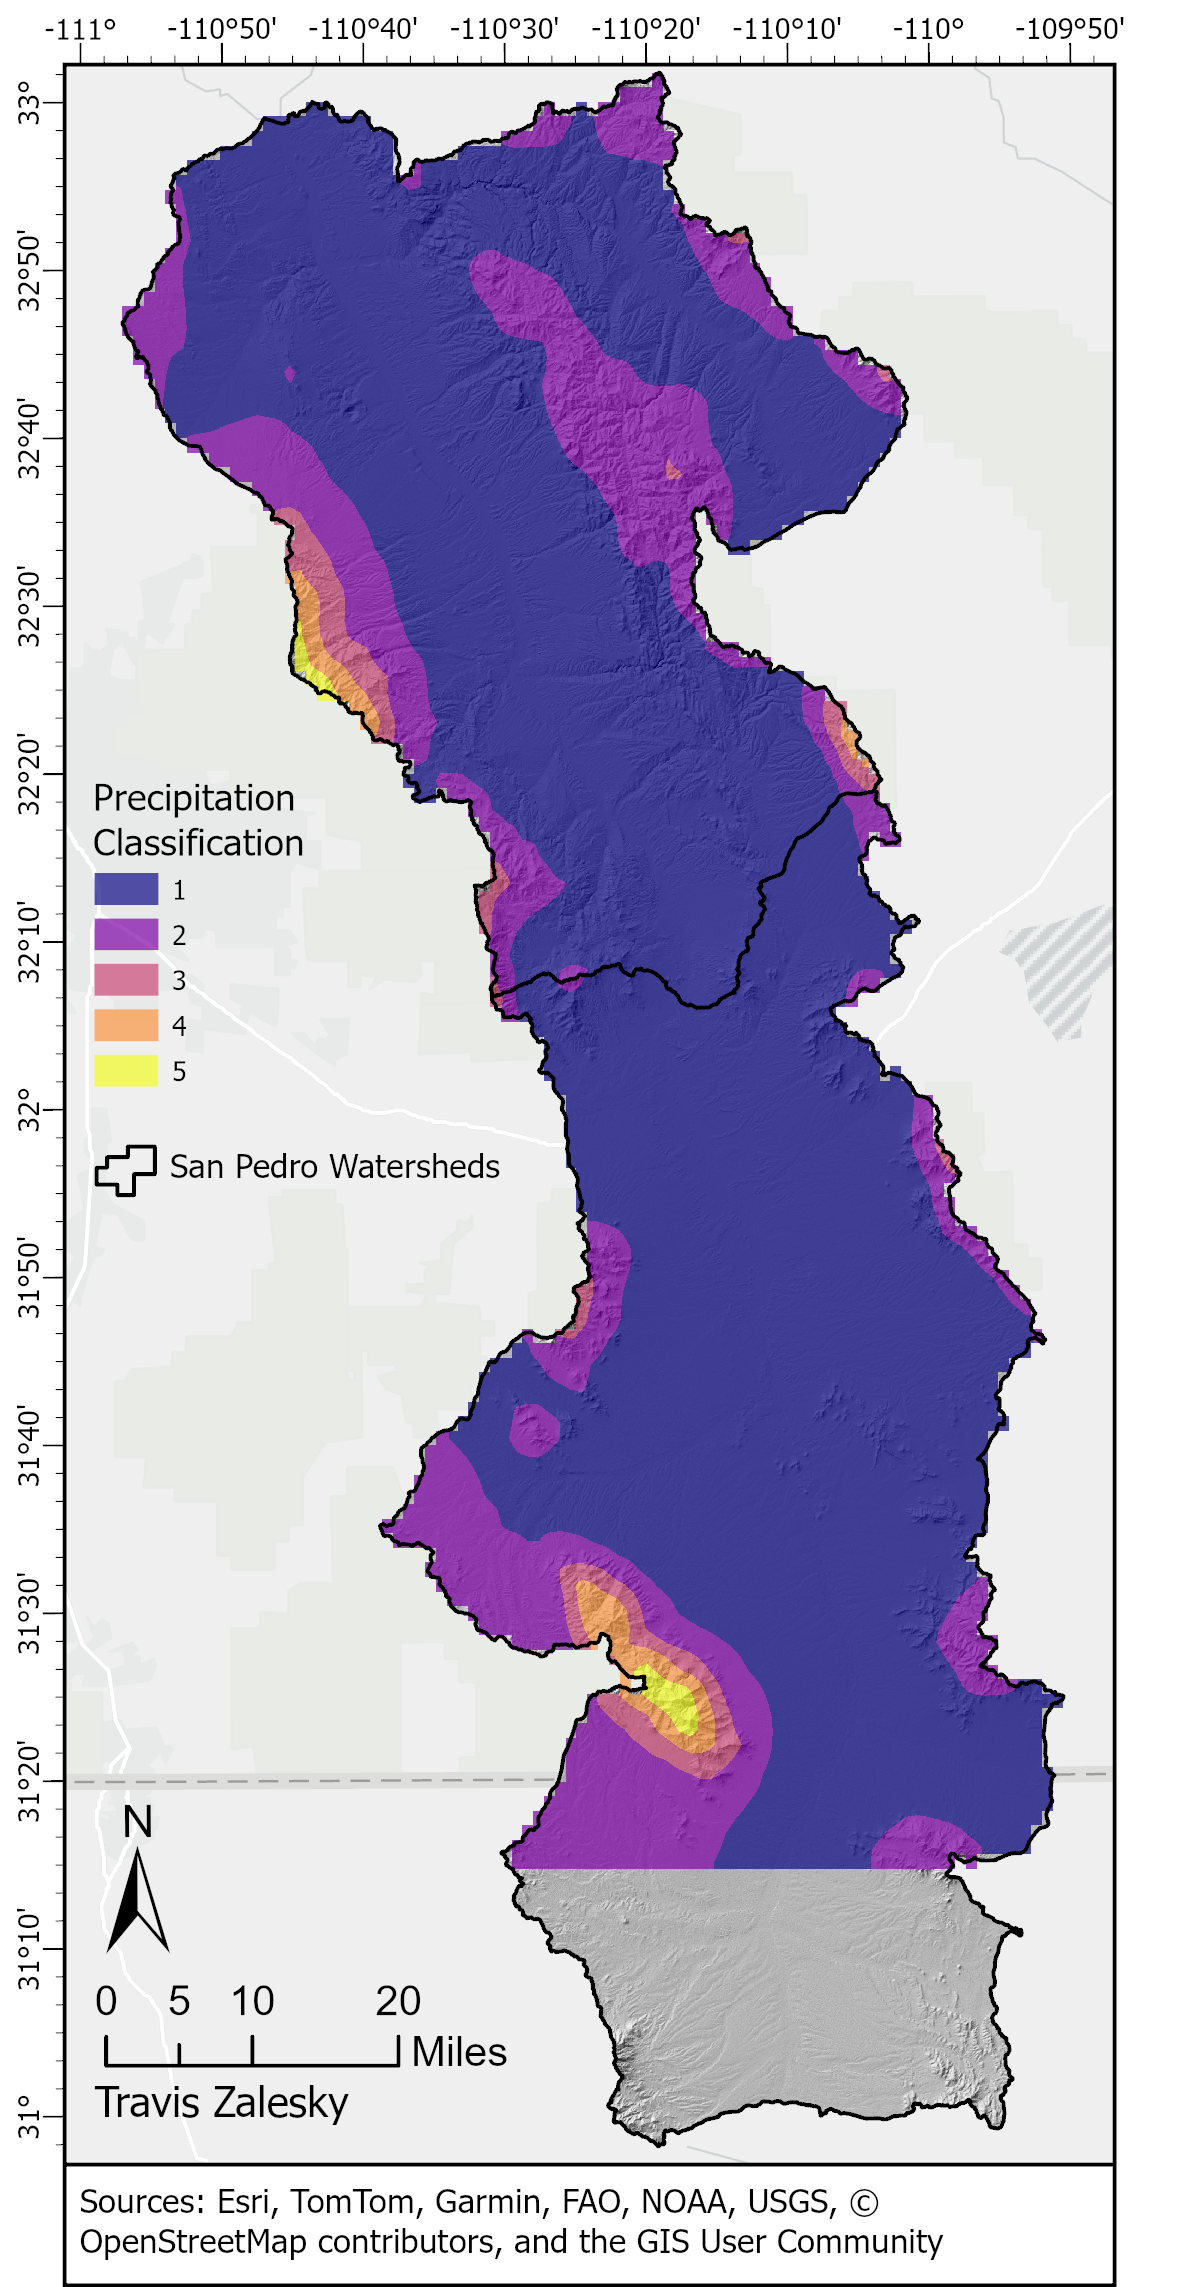 -111° -110°50' -110°40' -110°30' -110°20' -110°10' -110° -109°50'
33°
32°50'
32°40'
32°30'
32°20'
32°10'
32°
31°50'
31°40'
31°30'
31°20'
31°10'
31°
Precipitation
Classification
1
2
3
4
5
San Pedro Watersheds
N
0 5 10 20
Miles
Travis Zalesky
Sources: Esri, TomTom, Garmin, FAO, NOAA, USGS, ©
OpenStreetMap contributors, and the GIS User Community